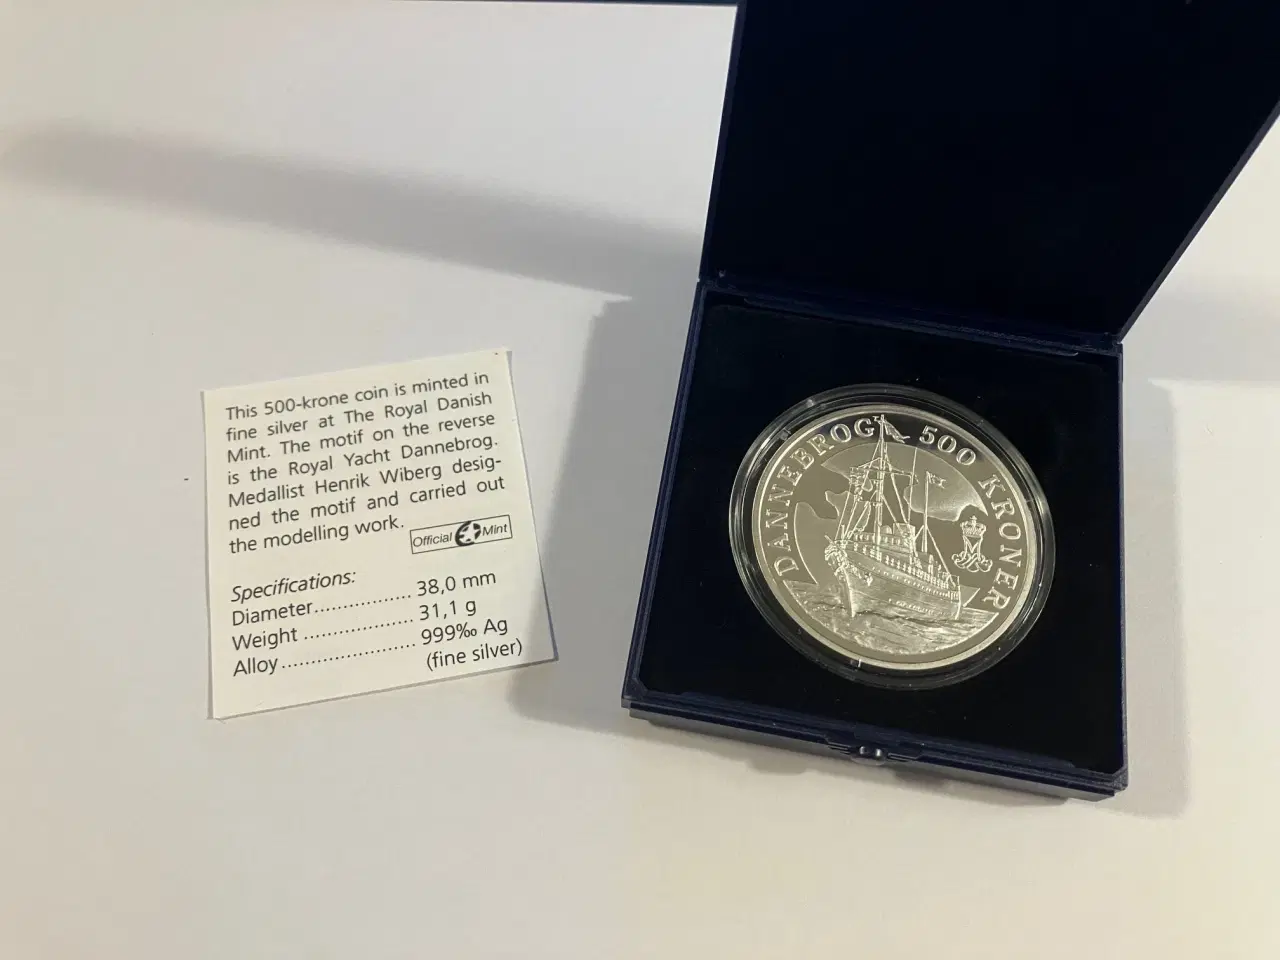 This 500-krone coin is minted in
fine silver at The Royal Danish
Mint. The motif on the reverse
is the Royal Yacht Dannebrog.
Medallist Henrik Wiberg desig-
ned the motif and carried out
the modelling work.
Official Mint
Specifications:
Diameter................. 38,0 mm
Weight ................... 31,1 g
Alloy....................... 999‰ Ag
(fine silver)
DANNEBROG 500 KRONER